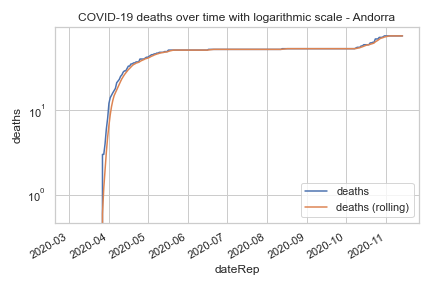 COVID-19 deaths over time with logarithmic scale - Andorra
deaths
10¹
10⁰
deaths
deaths (rolling)
2020-03
2020-04
2020-05
2020-06
2020-07
2020-08
2020-09
2020-10
2020-11
dateRep